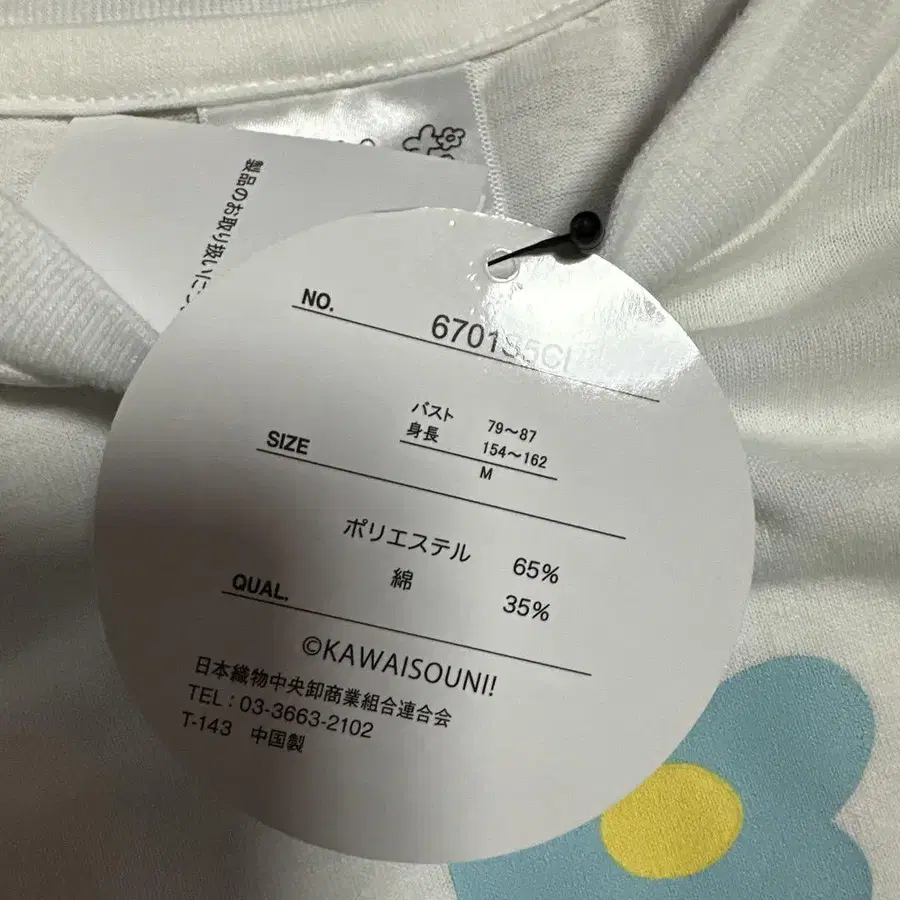 製品のお取り扱いに
NO. 670185CI
バスト 79～87
身長 154～162
SIZE M
ポリエステル 65%
QUAL. 綿 35%
©KAWAISOUNI!
日本織物中央卸商業組合連合会
TEL：03-3663-2102
T-143 中国製